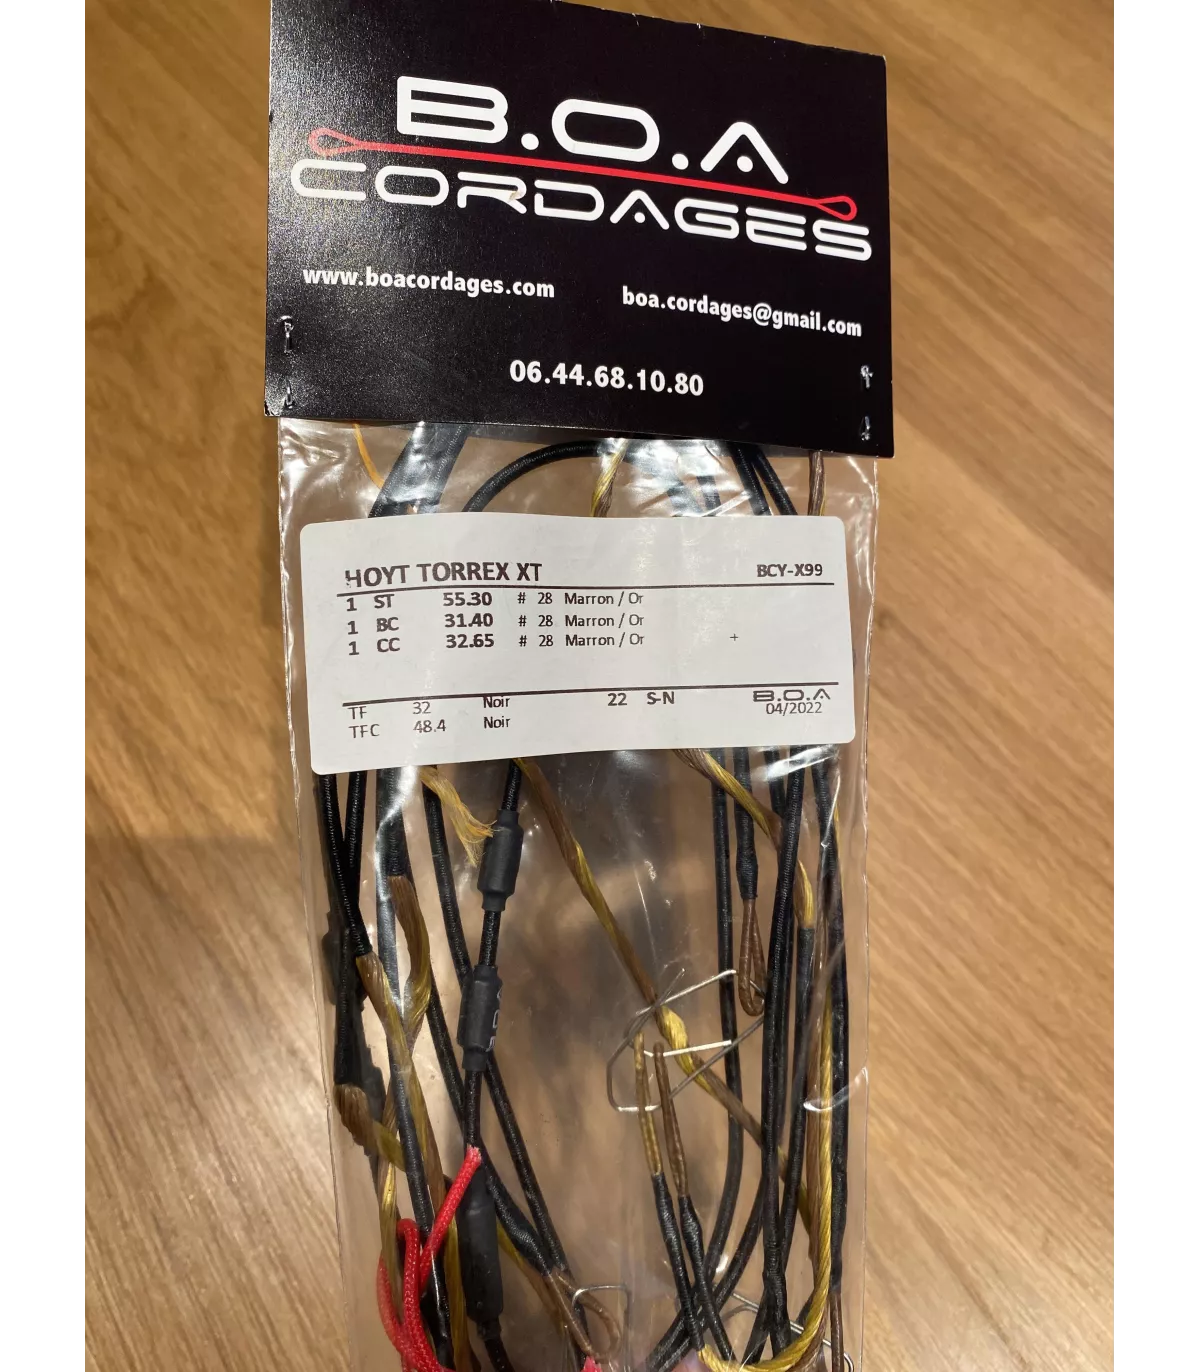 B.O.A
CORDAGES
www.boacordages.com boa.cordages@gmail.com
06.44.68.10.80
HOYT TORREX XT BCY-X99
1 ST 55.30 # 28 Marron / Or
1 BC 31.40 # 28 Marron / Or
1 CC 32.65 # 28 Marron / Or +
TF 32 Noir 22 S-N B.O.A
TFC 48.4 Noir 04/2022